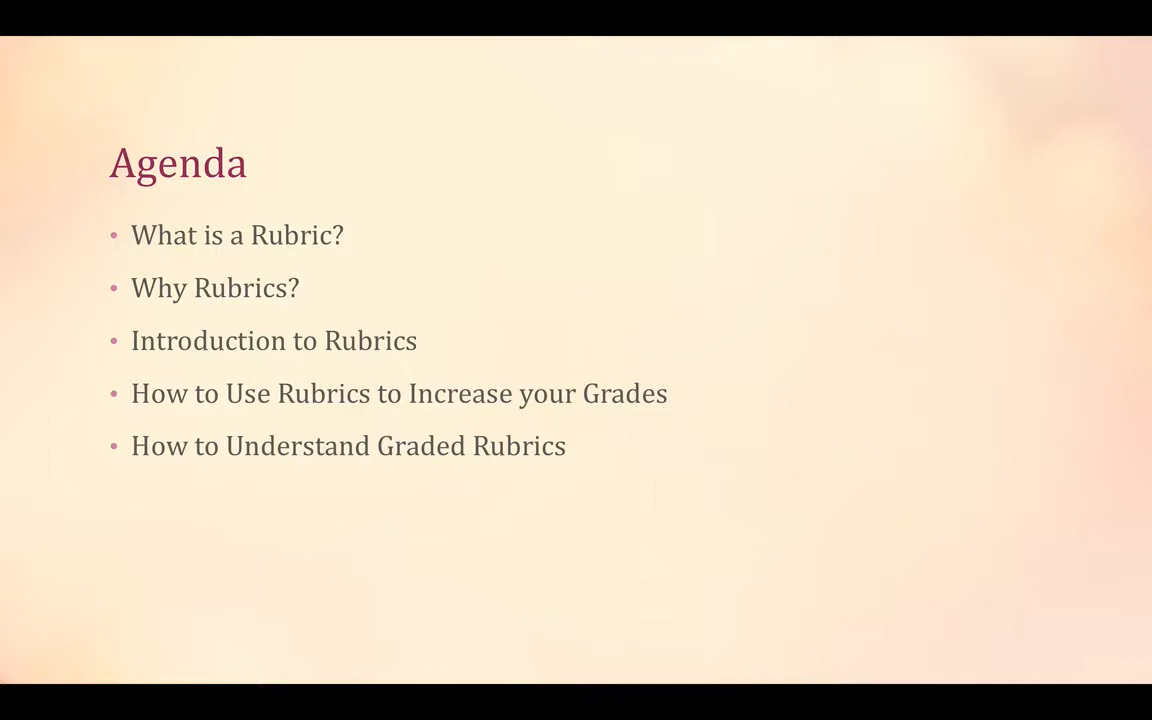 Agenda
• What is a Rubric?
• Why Rubrics?
• Introduction to Rubrics
• How to Use Rubrics to Increase your Grades
• How to Understand Graded Rubrics